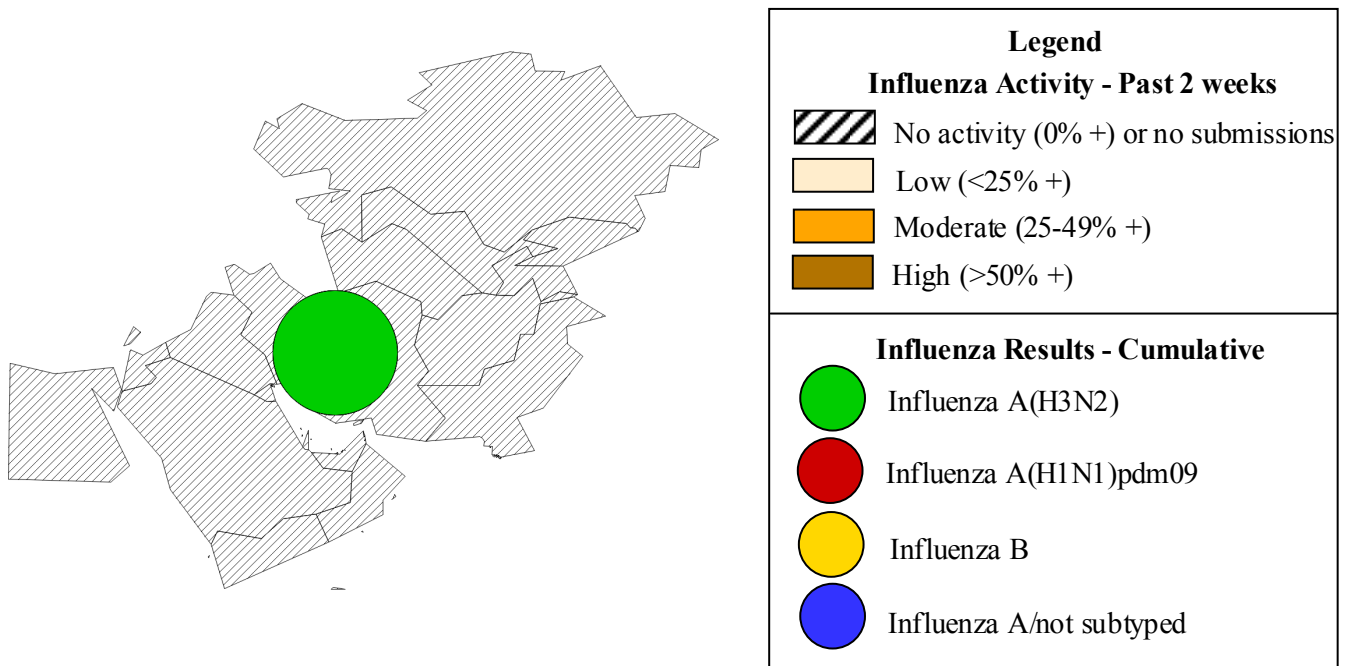 Legend
Influenza Activity - Past 2 weeks
No activity (0% +) or no submissions
Low (<25% +)
Moderate (25-49% +)
High (>50% +)
Influenza Results - Cumulative
Influenza A(H3N2)
Influenza A(H1N1)pdm09
Influenza B
Influenza A/not subtyped